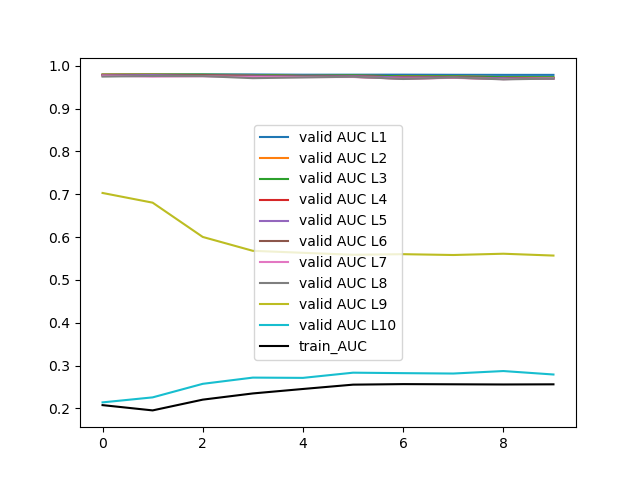 1.0
0.9
0.8
0.7
0.6
0.5
0.4
0.3
0.2
valid AUC L1
valid AUC L2
valid AUC L3
valid AUC L4
valid AUC L5
valid AUC L6
valid AUC L7
valid AUC L8
valid AUC L9
valid AUC L10
train_AUC
0 2 4 6 8